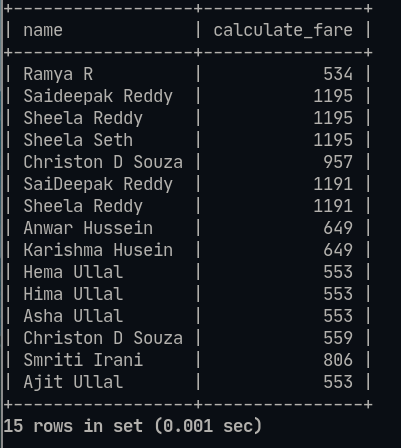 +------------------+----------------+
| name             | calculate_fare |
+------------------+----------------+
| Ramya R          |            534 |
| Saideepak Reddy  |           1195 |
| Sheela Reddy     |           1195 |
| Sheela Seth      |           1195 |
| Christon D Souza |            957 |
| SaiDeepak Reddy  |           1191 |
| Sheela Reddy     |           1191 |
| Anwar Hussein    |            649 |
| Karishma Husein  |            649 |
| Hema Ullal       |            553 |
| Hima Ullal       |            553 |
| Asha Ullal       |            553 |
| Christon D Souza |            559 |
| Smriti Irani     |            806 |
| Ajit Ullal       |            553 |
+------------------+----------------+
15 rows in set (0.001 sec)